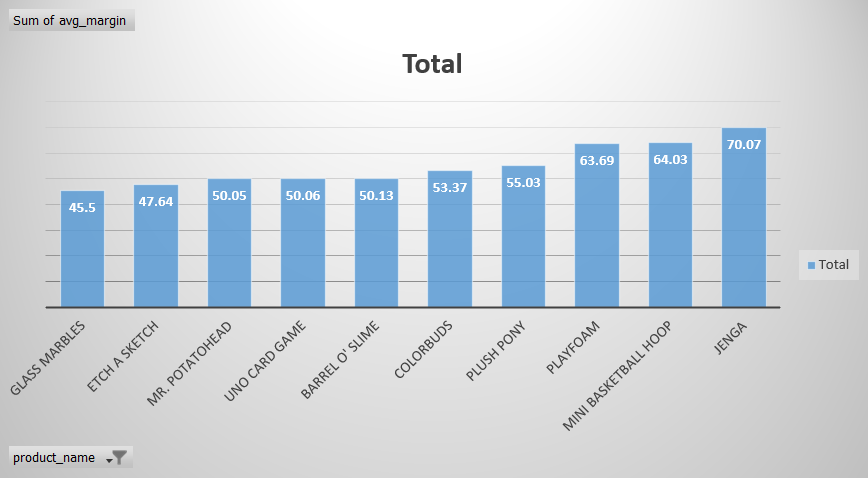 Sum of avg_margin
Total
45.5
47.64
50.05
50.06
50.13
53.37
55.03
63.69
64.03
70.07
Total
GLASS MARBLES
ETCH A SKETCH
MR. POTATOHEAD
UNO CARD GAME
BARREL O' SLIME
COLORBUDS
PLUSH PONY
PLAYFOAM
MINI BASKETBALL HOOP
JENGA
product_name